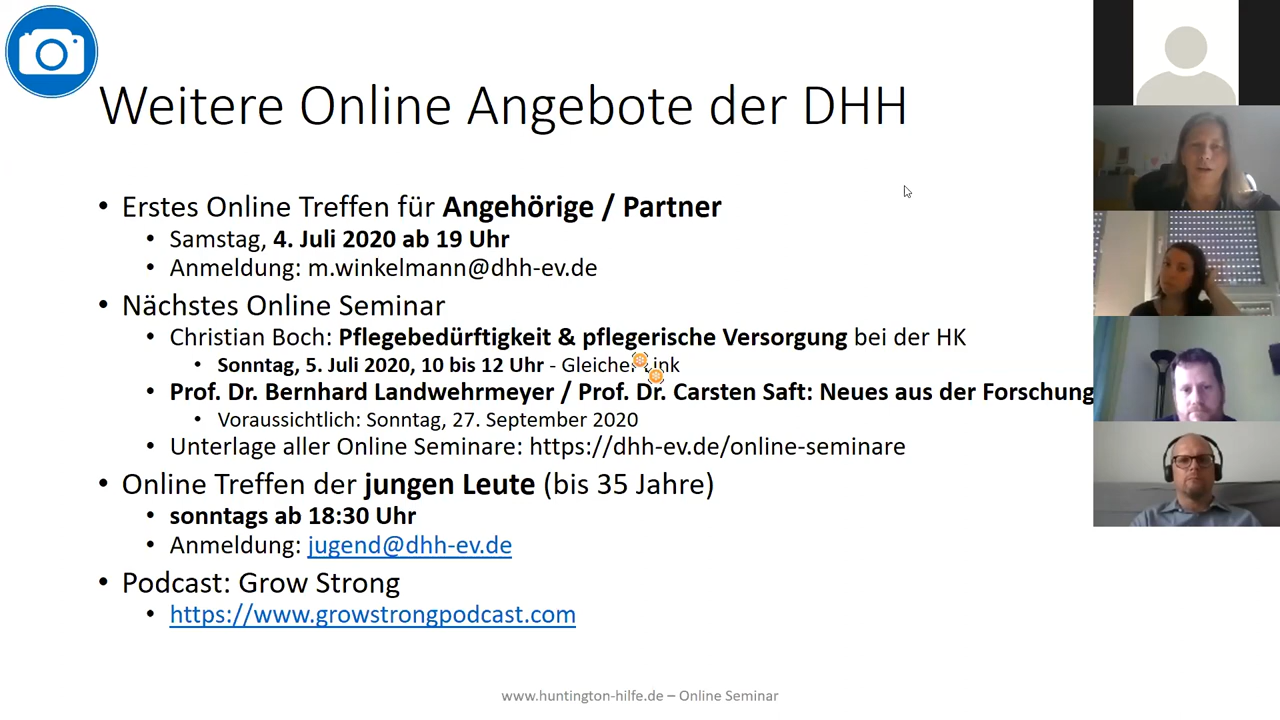 Weitere Online Angebote der DHH
• Erstes Online Treffen für Angehörige / Partner
• Samstag, 4. Juli 2020 ab 19 Uhr
• Anmeldung: m.winkelmann@dhh-ev.de
• Nächstes Online Seminar
• Christian Boch: Pflegebedürftigkeit & pflegerische Versorgung bei der HK
• Sonntag, 5. Juli 2020, 10 bis 12 Uhr - Gleicher Link
• Prof. Dr. Bernhard Landwehrmeyer / Prof. Dr. Carsten Saft: Neues aus der Forschung
• Voraussichtlich: Sonntag, 27. September 2020
• Unterlage aller Online Seminare: https://dhh-ev.de/online-seminare
• Online Treffen der jungen Leute (bis 35 Jahre)
• sonntags ab 18:30 Uhr
• Anmeldung: jugend@dhh-ev.de
• Podcast: Grow Strong
• https://www.growstrongpodcast.com
www.huntington-hilfe.de – Online Seminar